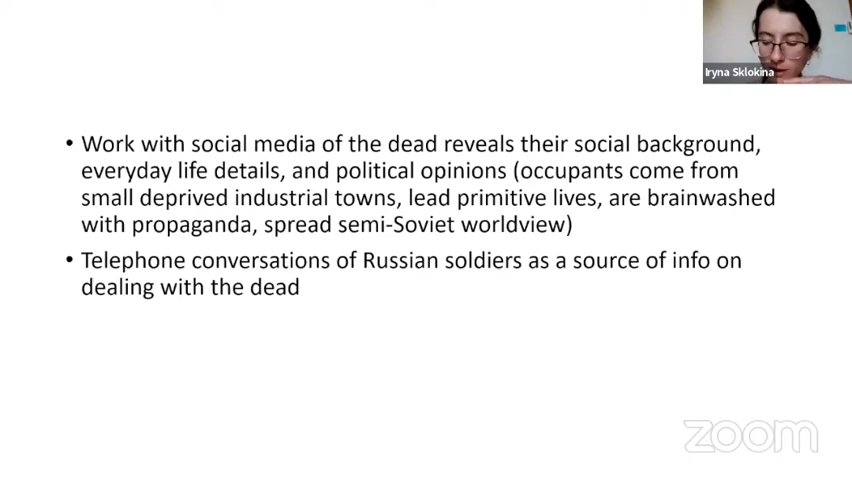 Iryna Sklokina
• Work with social media of the dead reveals their social background,
everyday life details, and political opinions (occupants come from
small deprived industrial towns, lead primitive lives, are brainwashed
with propaganda, spread semi-Soviet worldview)
• Telephone conversations of Russian soldiers as a source of info on
dealing with the dead
zoom